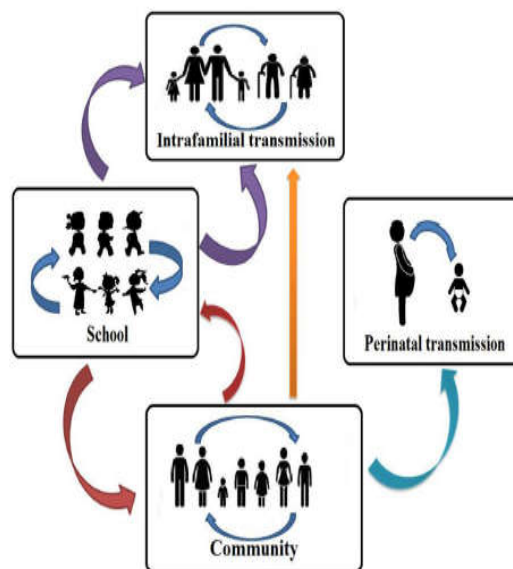 Intrafamilial transmission
School
Perinatal transmission
Community